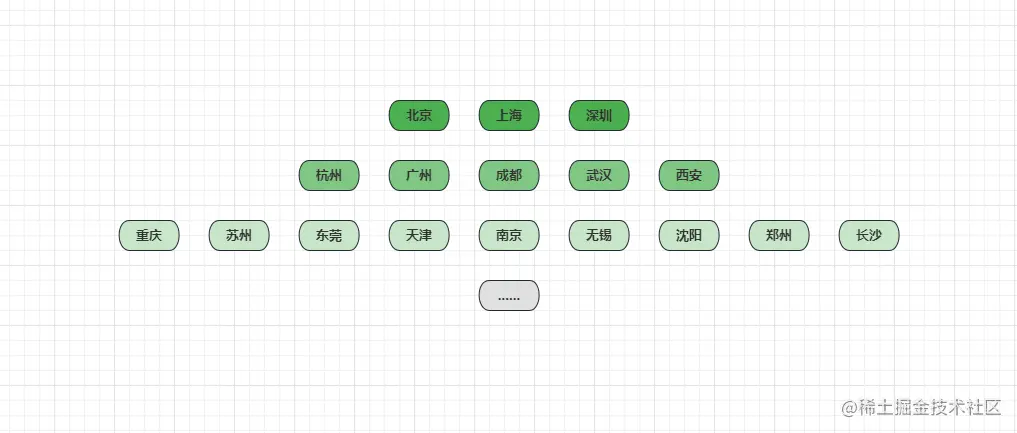 北京 上海 深圳
杭州 广州 成都 武汉 西安
重庆 苏州 东莞 天津 南京 无锡 沈阳 郑州 长沙
......
@稀土掘金技术社区